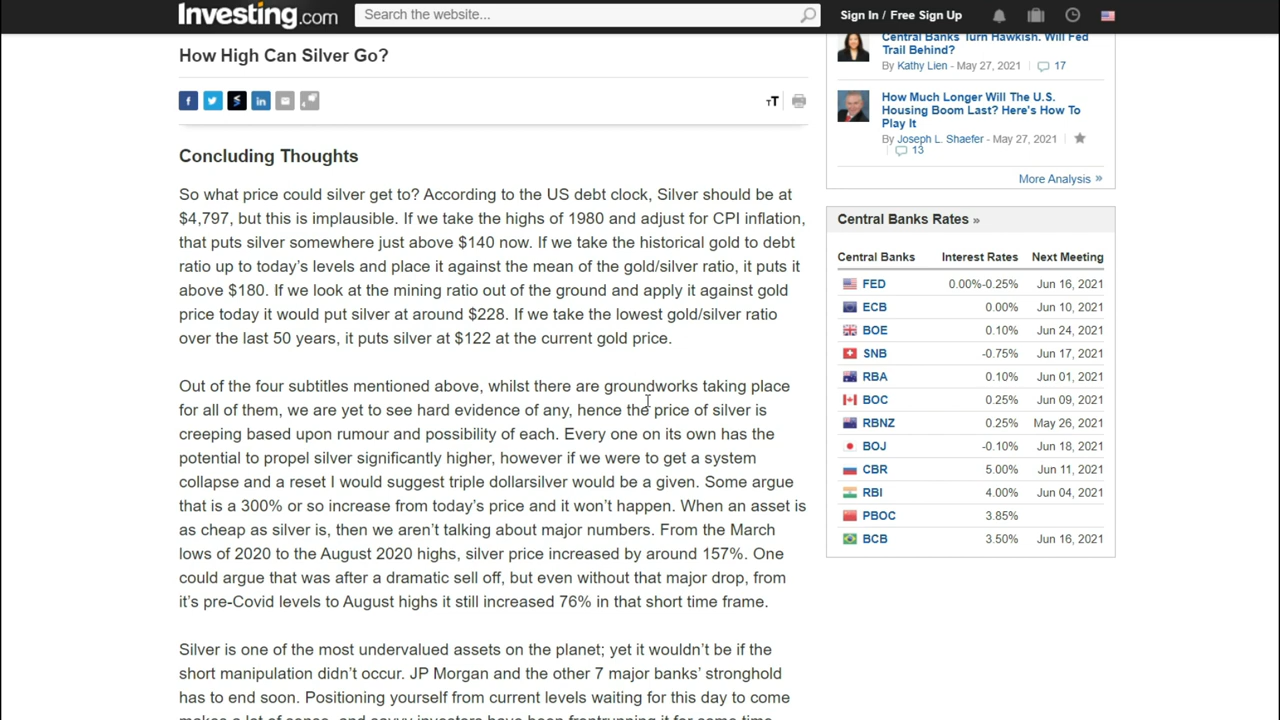 Investing.com
Search the website...
Sign In / Free Sign Up
How High Can Silver Go?
Concluding Thoughts
So what price could silver get to? According to the US debt clock, Silver should be at
$4,797, but this is implausible. If we take the highs of 1980 and adjust for CPI inflation,
that puts silver somewhere just above $140 now. If we take the historical gold to debt
ratio up to today's levels and place it against the mean of the gold/silver ratio, it puts it
above $180. If we look at the mining ratio out of the ground and apply it against gold
price today it would put silver at around $228. If we take the lowest gold/silver ratio
over the last 50 years, it puts silver at $122 at the current gold price.
Out of the four subtitles mentioned above, whilst there are groundworks taking place
for all of them, we are yet to see hard evidence of any, hence the price of silver is
creeping based upon rumour and possibility of each. Every one on its own has the
potential to propel silver significantly higher, however if we were to get a system
collapse and a reset I would suggest triple dollarsilver would be a given. Some argue
that is a 300% or so increase from today's price and it won't happen. When an asset is
as cheap as silver is, then we aren't talking about major numbers. From the March
lows of 2020 to the August 2020 highs, silver price increased by around 157%. One
could argue that was after a dramatic sell off, but even without that major drop, from
it's pre-Covid levels to August highs it still increased 76% in that short time frame.
Silver is one of the most undervalued assets on the planet; yet it wouldn't be if the
short manipulation didn't occur. JP Morgan and the other 7 major banks' stronghold
has to end soon. Positioning yourself from current levels waiting for this day to come
makes a lot of sense, and savvy investors have been frontrunning it for some time
Central Banks Turn Hawkish. Will Fed
Trail Behind?
By Kathy Lien - May 27, 2021 17
How Much Longer Will The U.S.
Housing Boom Last? Here's How To
Play It
By Joseph L. Shaefer - May 27, 2021
13
More Analysis »
Central Banks Rates »
Central Banks Interest Rates Next Meeting
FED 0.00%-0.25% Jun 16, 2021
ECB 0.00% Jun 10, 2021
BOE 0.10% Jun 24, 2021
SNB -0.75% Jun 17, 2021
RBA 0.10% Jun 01, 2021
BOC 0.25% Jun 09, 2021
RBNZ 0.25% May 26, 2021
BOJ -0.10% Jun 18, 2021
CBR 5.00% Jun 11, 2021
RBI 4.00% Jun 04, 2021
PBOC 3.85%
BCB 3.50% Jun 16, 2021